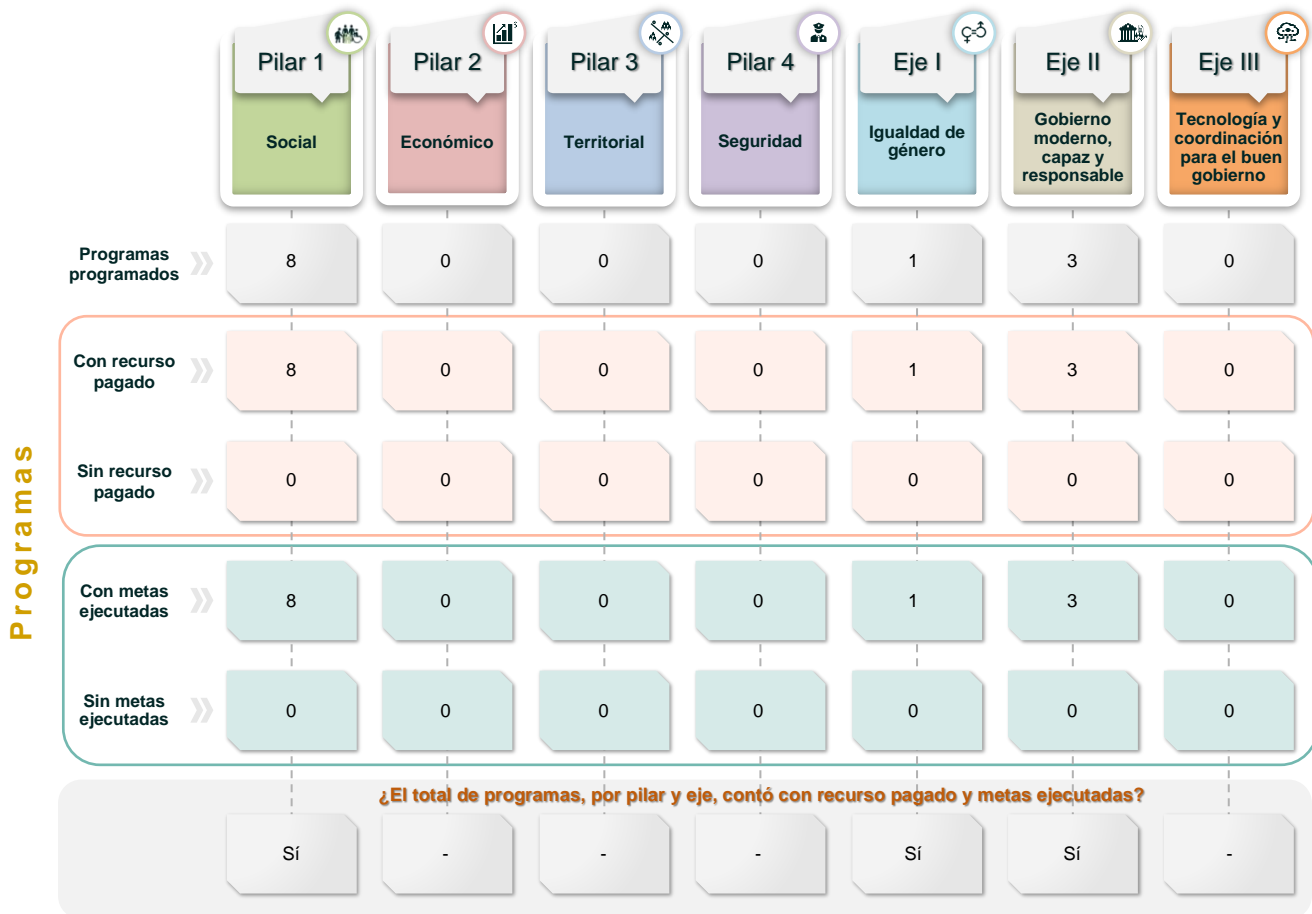 Pilar 1
Pilar 2
Pilar 3
Pilar 4
Eje I
Eje II
Eje III
Social
Económico
Territorial
Seguridad
Igualdad de
género
Gobierno
moderno,
capaz y
responsable
Tecnología y
coordinación
para el buen
gobierno
Programas
Programas
programados
8 0 0 0 1 3 0
Con recurso
pagado
8 0 0 0 1 3 0
Sin recurso
pagado
0 0 0 0 0 0 0
Con metas
ejecutadas
8 0 0 0 1 3 0
Sin metas
ejecutadas
0 0 0 0 0 0 0
¿El total de programas, por pilar y eje, contó con recurso pagado y metas ejecutadas?
Sí - - - Sí Sí -